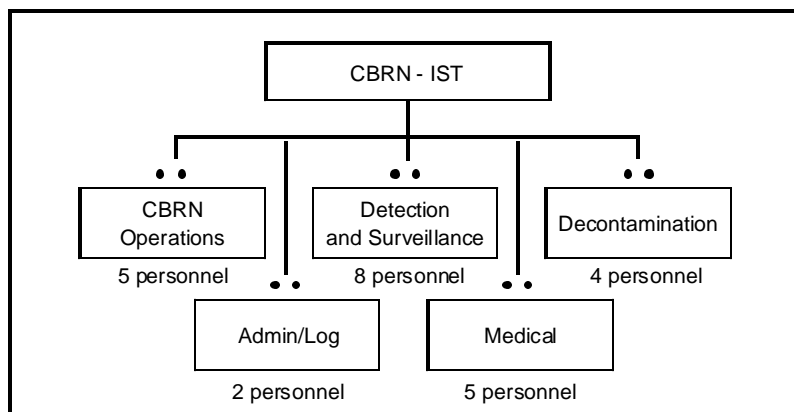 CBRN - IST
CBRN
Operations
5 personnel
Detection
and Surveillance
8 personnel
Decontamination
4 personnel
Admin/Log
2 personnel
Medical
5 personnel